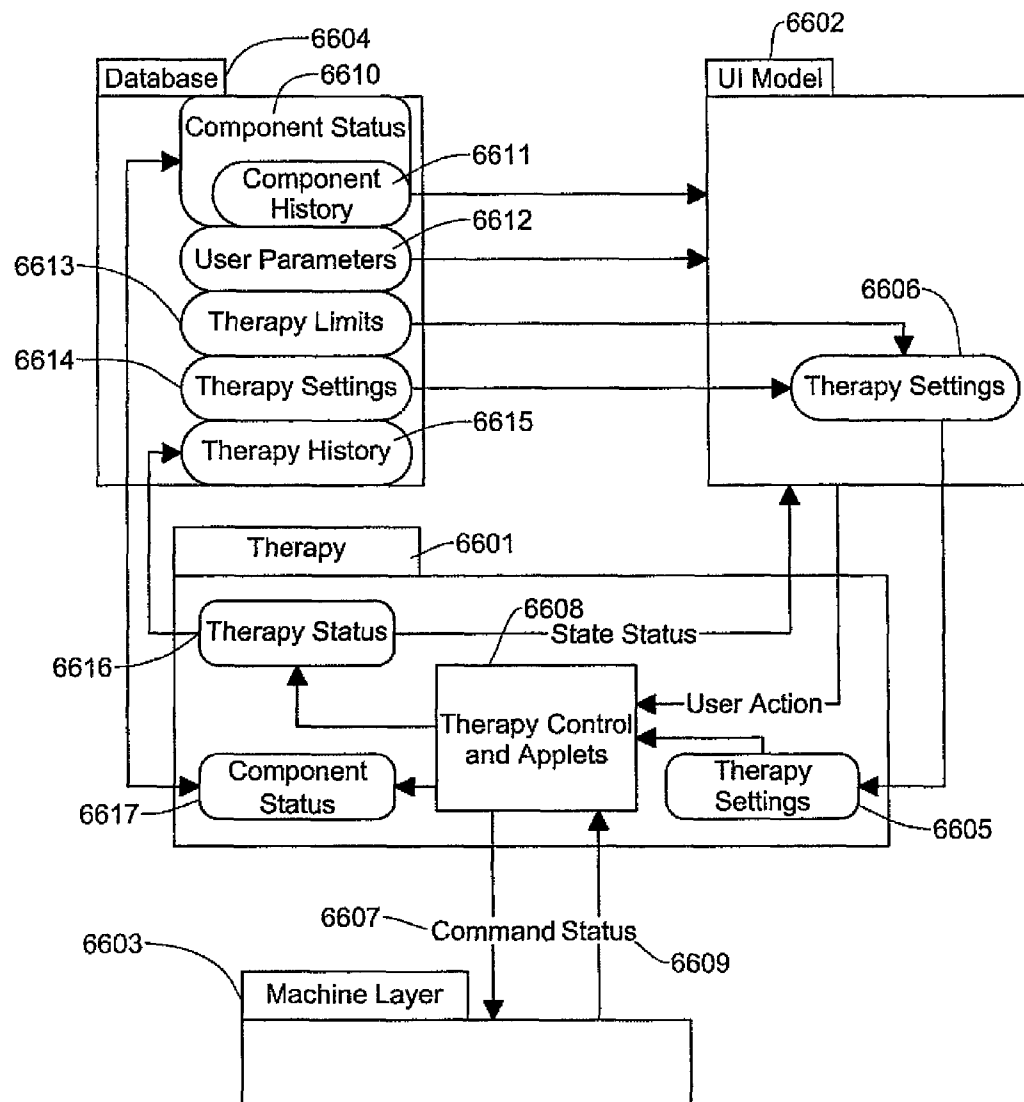 6604
6602
Database
UI Model
6610
Component Status
6611
Component
History
6612
User Parameters
6613
Therapy Limits
6606
6614
Therapy Settings
Therapy Settings
6615
Therapy History
Therapy
6601
6608
Therapy Status
State Status
6616
User Action
Therapy Control
and Applets
Component
Status
Therapy
Settings
6617
6605
6607
Command Status
6603
6609
Machine Layer